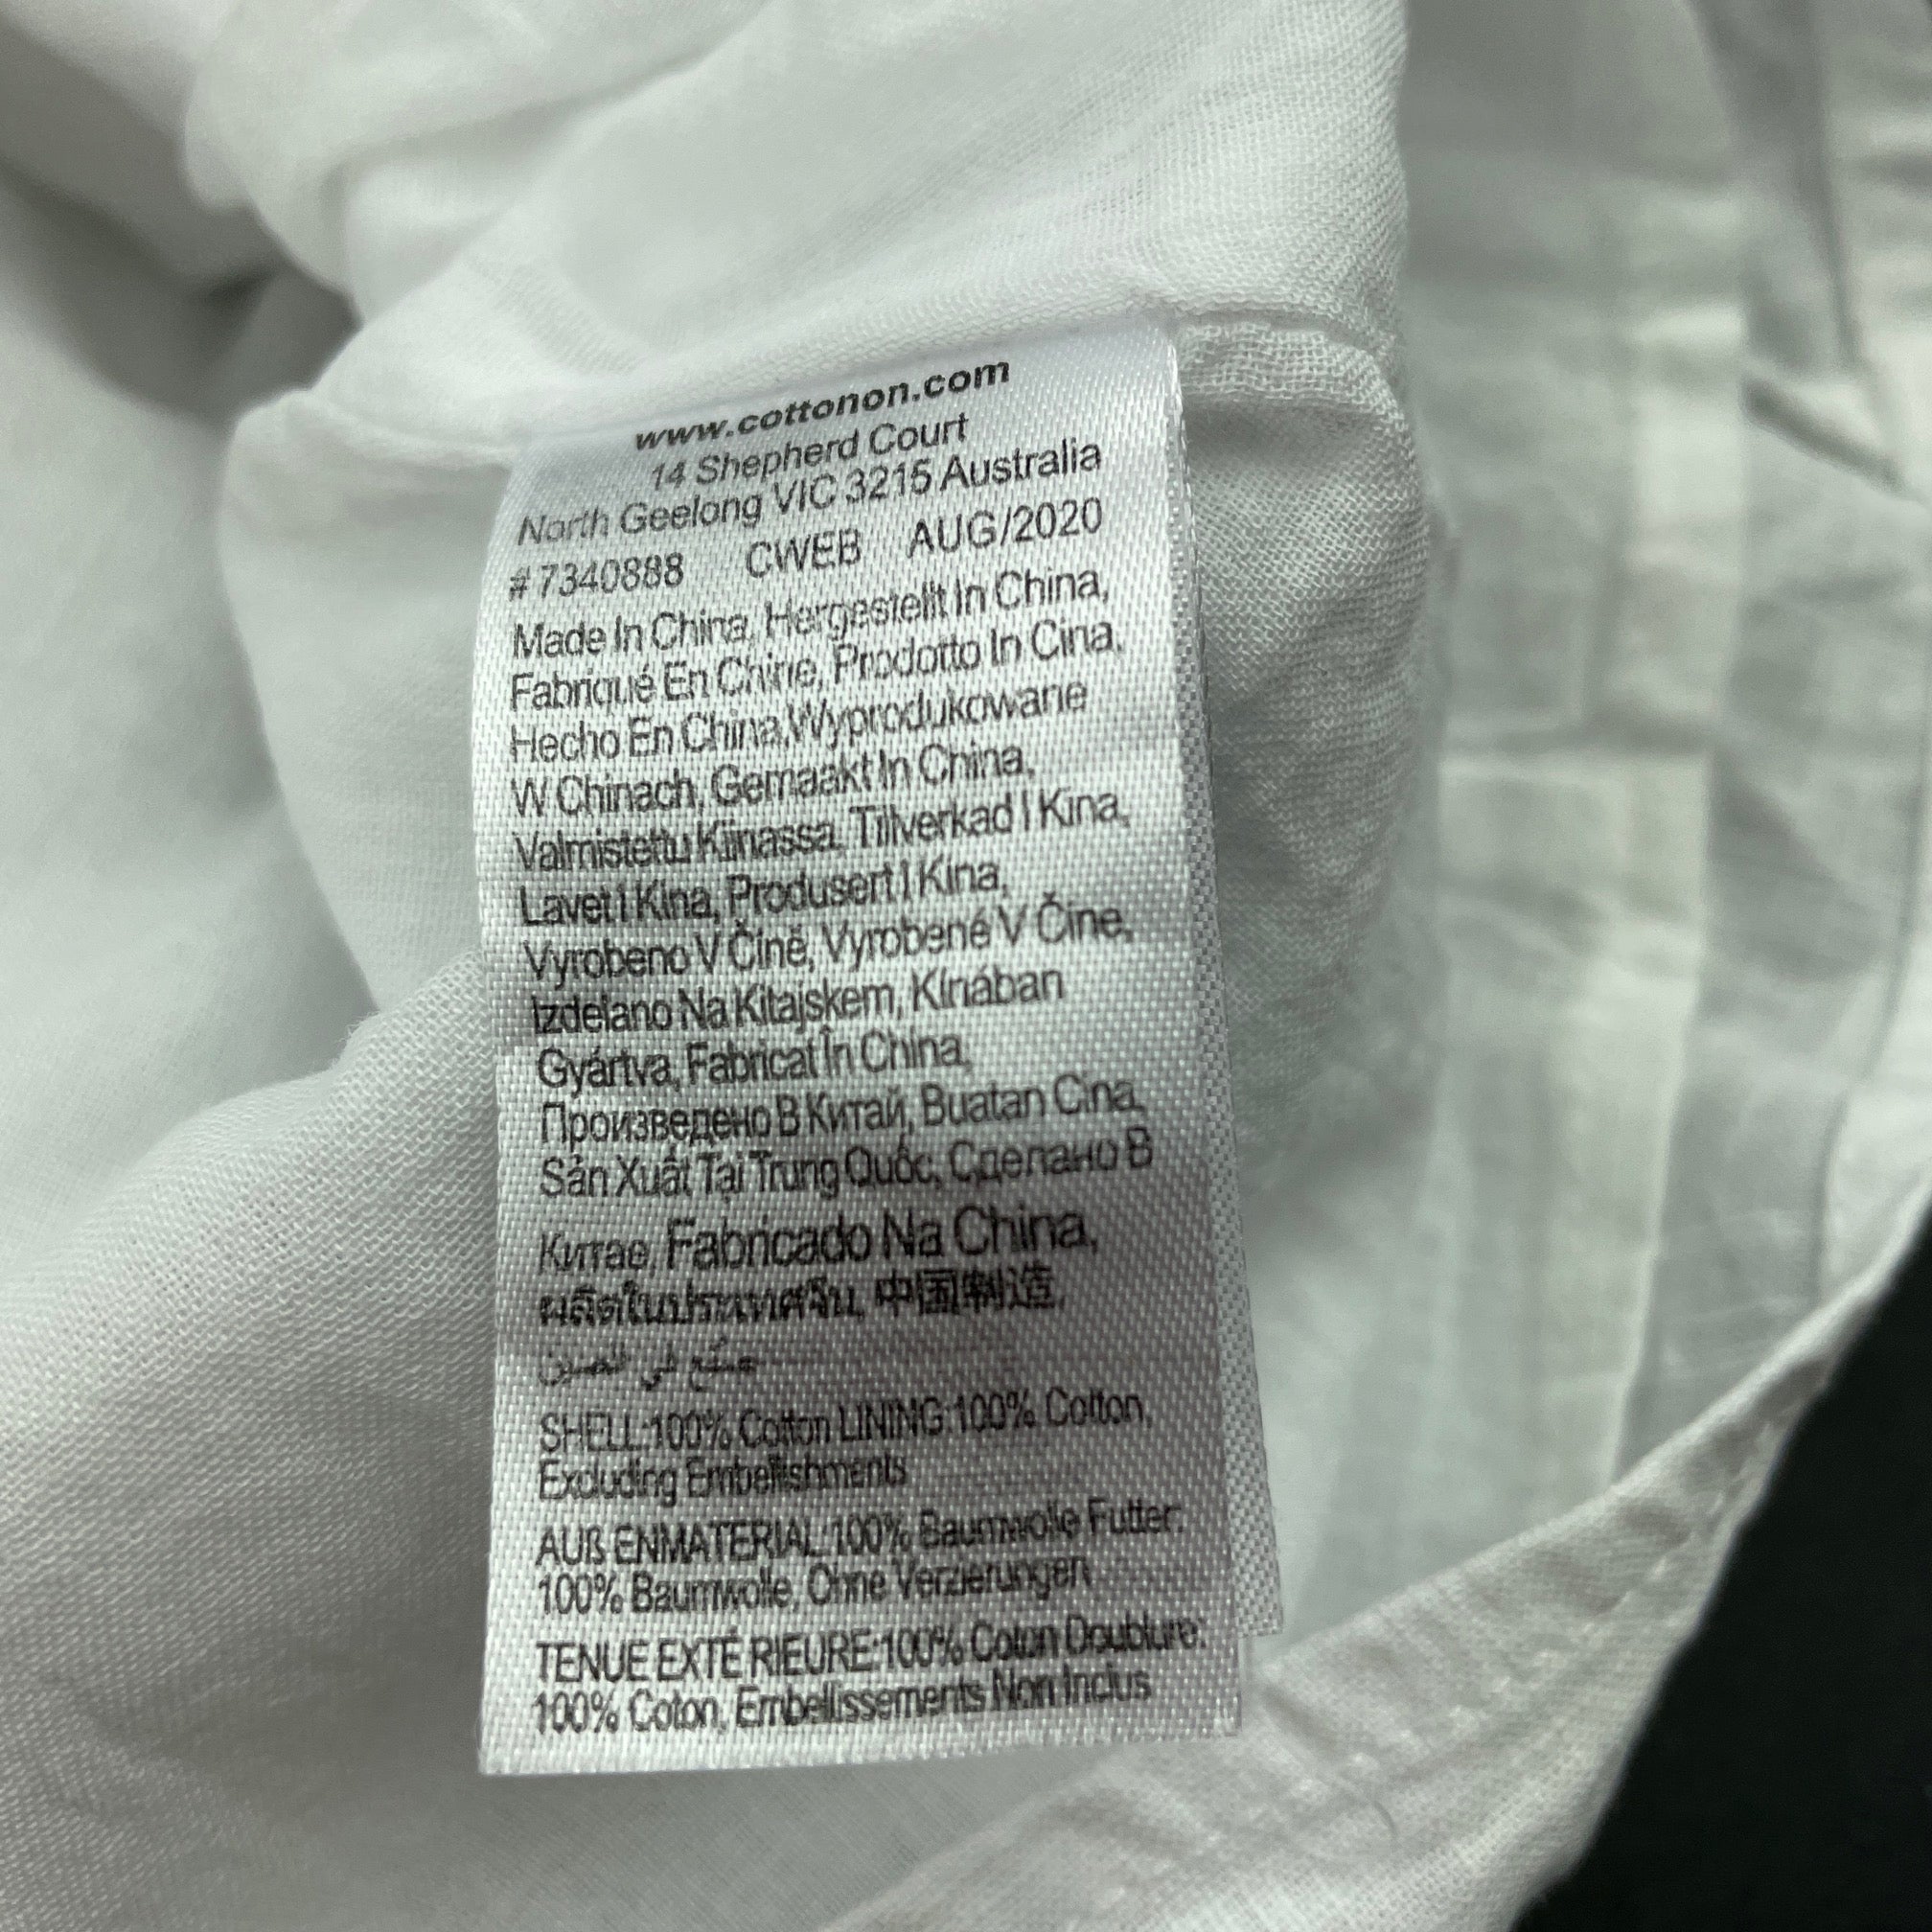 www.cottonon.com
14 Shepherd Court
North Geelong VIC 3215 Australia
#7340888 CWEB AUG/2020
Made In China, Hergestellt In China,
Fabriqué En Chine, Prodotto In Cina,
Hecho En China,Wyprodukowane
W Chinach, Gemaakt In China,
Valmistettu Kiinassa, Tillverkad I Kina,
Lavet I Kina, Produsert I Kina,
Vyrobeno V Číně, Vyrobené V Číne,
Izdelano Na Kitajskem, Kínában
Gyártva, Fabricat În China,
Произведено В Китай, Buatan Cina,
Sản Xuất Tại Trung Quốc, Сделано В
Китае, Fabricado Na China,
ผลิตในประเทศจีน, 中国制造,
صنع في الصين
SHELL:100% Cotton LINING:100% Cotton,
Excluding Embellishments
AUß ENMATERIAL:100% Baumwolle Futter:
100% Baumwolle, Ohne Verzierungen
TENUE EXTÉ RIEURE:100% Coton Doublure:
100% Coton, Embellissements Non Inclus